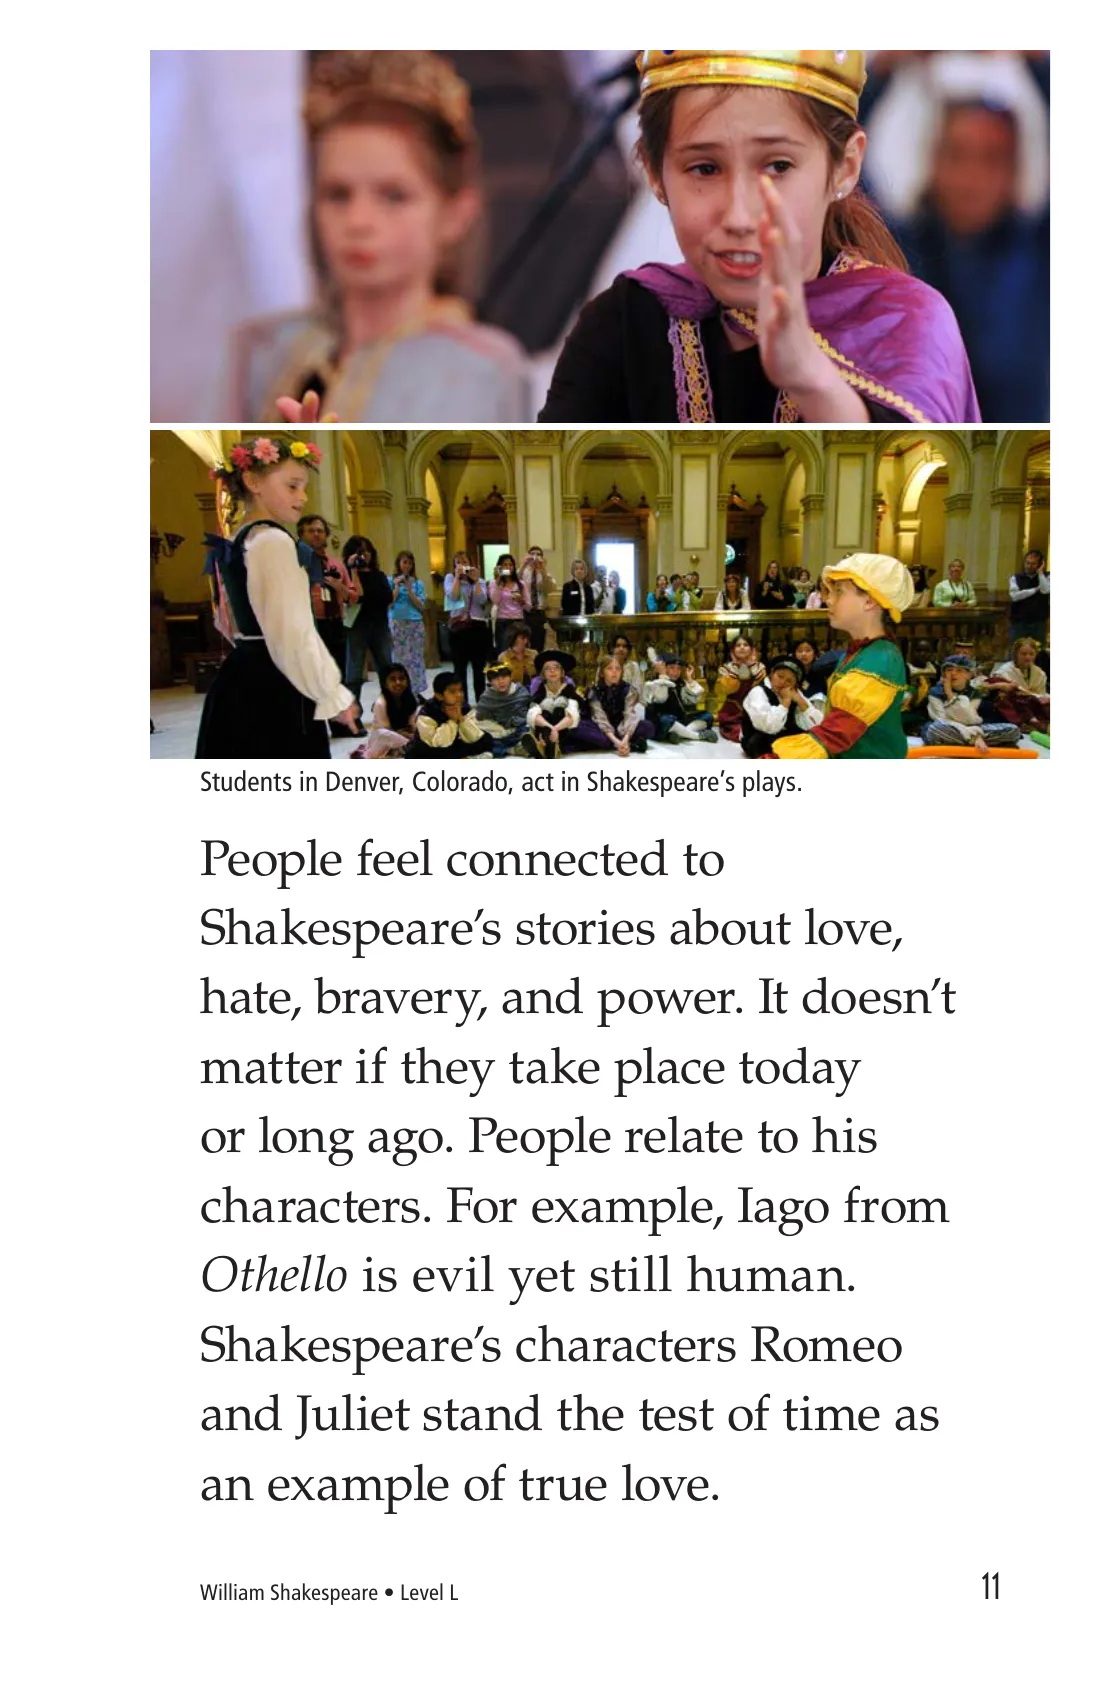 Students in Denver, Colorado, act in Shakespeare’s plays.
People feel connected to
Shakespeare’s stories about love,
hate, bravery, and power. It doesn’t
matter if they take place today
or long ago. People relate to his
characters. For example, Iago from
Othello is evil yet still human.
Shakespeare’s characters Romeo
and Juliet stand the test of time as
an example of true love.
William Shakespeare • Level L
11